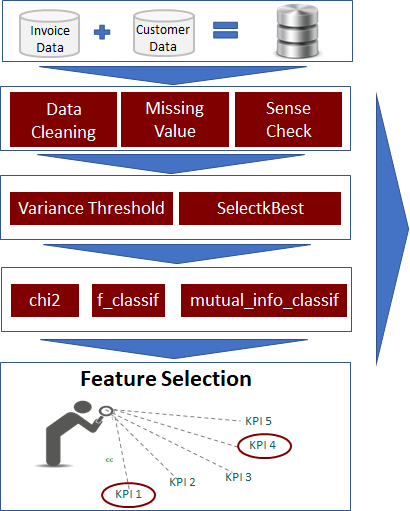 Invoice
Data
Customer
Data
Data
Cleaning
Missing
Value
Sense
Check
Variance Threshold
SelectkBest
chi2
f_classif
mutual_info_classif
Feature Selection
KPI 5
KPI 4
KPI 3
KPI 2
KPI 1
cc